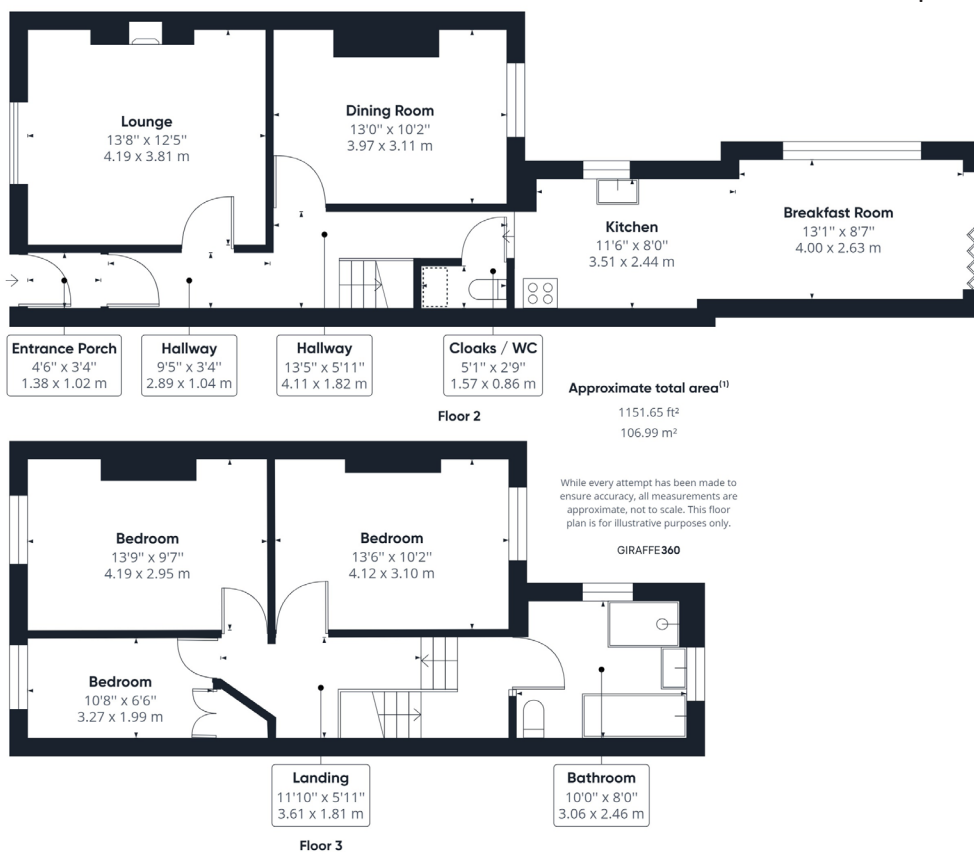 Lounge
13'8" x 12'5"
4.19 x 3.81 m
Dining Room
13'0" x 10'2"
3.97 x 3.11 m
Kitchen
11'6" x 8'0"
3.51 x 2.44 m
Breakfast Room
13'1" x 8'7"
4.00 x 2.63 m
Entrance Porch
4'6" x 3'4"
1.38 x 1.02 m
Hallway
9'5" x 3'4"
2.89 x 1.04 m
Hallway
13'5" x 5'11"
4.11 x 1.82 m
Cloaks / WC
5'1" x 2'9"
1.57 x 0.86 m
Floor 2
Approximate total area(1)
1151.65 ft²
106.99 m²
While every attempt has been made to
ensure accuracy, all measurements are
approximate, not to scale. This floor
plan is for illustrative purposes only.
GIRAFFE360
Bedroom
13'9" x 9'7"
4.19 x 2.95 m
Bedroom
13'6" x 10'2"
4.12 x 3.10 m
Bedroom
10'8" x 6'6"
3.27 x 1.99 m
Landing
11'10" x 5'11"
3.61 x 1.81 m
Bathroom
10'0" x 8'0"
3.06 x 2.46 m
Floor 3